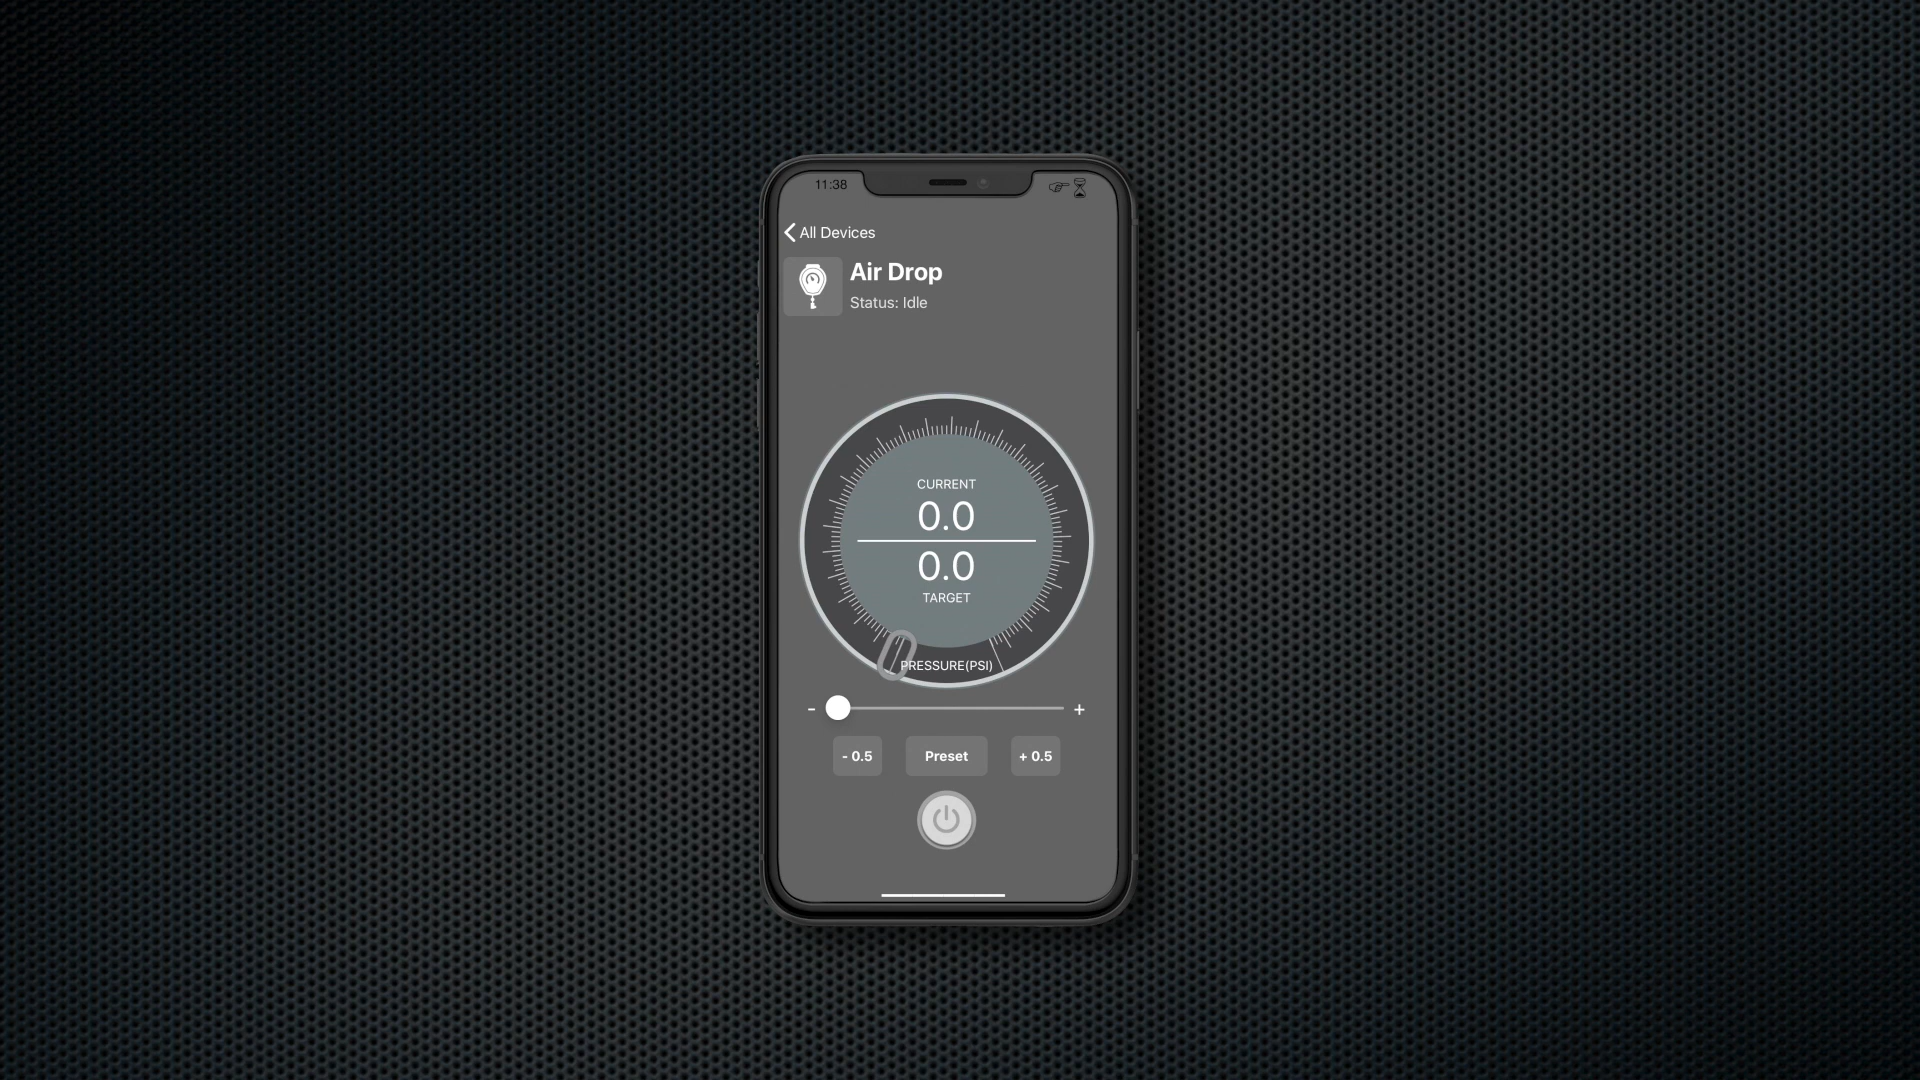 11:38
All Devices
Air Drop
Status: Idle
CURRENT
0.0
0.0
TARGET
PRESSURE(PSI)
- +
- 0.5 Preset + 0.5